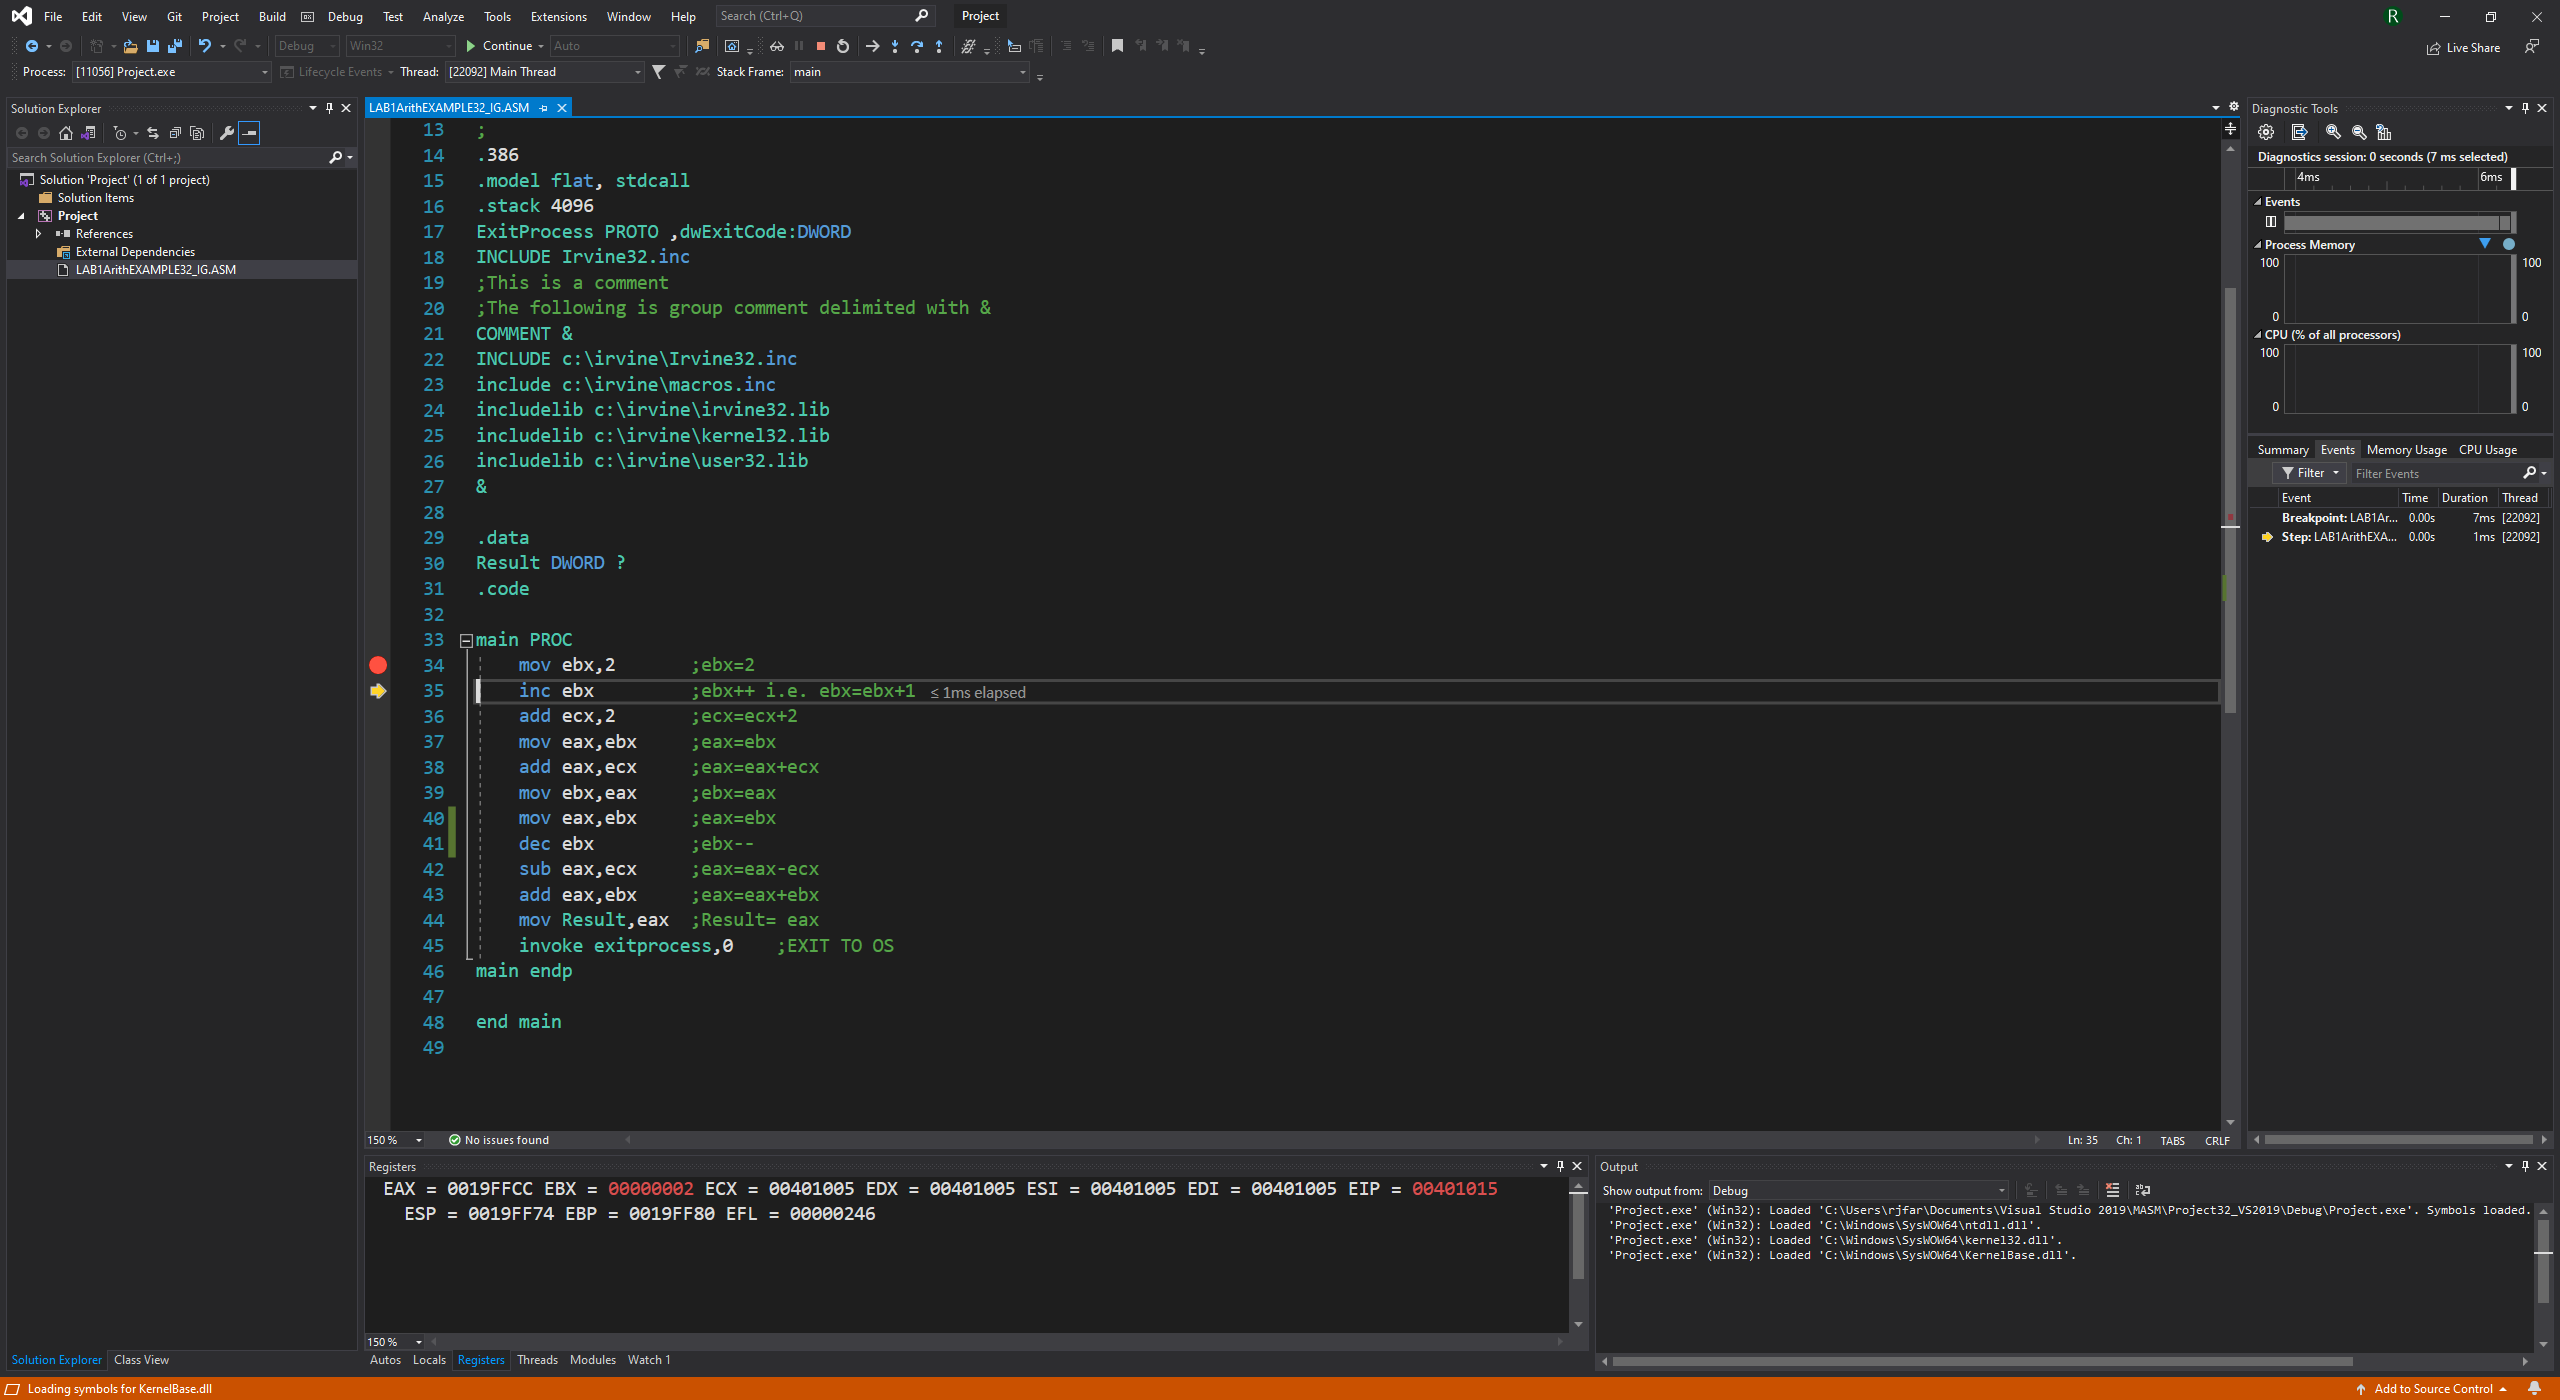 File Edit View Git Project Build Debug Test Analyze Tools Extensions Window Help Search (Ctrl+Q) Project R
Debug Win32 Continue Auto Live Share
Process: [11056] Project.exe Lifecycle Events Thread: [22092] Main Thread Stack Frame: main
Solution Explorer
Search Solution Explorer (Ctrl+;)
Solution 'Project' (1 of 1 project)
Solution Items
Project
References
External Dependencies
LAB1ArithEXAMPLE32_IG.ASM
Solution Explorer Class View
LAB1ArithEXAMPLE32_IG.ASM
13 ;
14 .386
15 .model flat, stdcall
16 .stack 4096
17 ExitProcess PROTO ,dwExitCode:DWORD
18 INCLUDE Irvine32.inc
19 ;This is a comment
20 ;The following is group comment delimited with &
21 COMMENT &
22 INCLUDE c:\irvine\Irvine32.inc
23 include c:\irvine\macros.inc
24 includelib c:\irvine\irvine32.lib
25 includelib c:\irvine\kernel32.lib
26 includelib c:\irvine\user32.lib
27 &
28
29 .data
30 Result DWORD ?
31 .code
32
33 main PROC
34 mov ebx,2 ;ebx=2
35 inc ebx ;ebx++ i.e. ebx=ebx+1 ≤ 1ms elapsed
36 add ecx,2 ;ecx=ecx+2
37 mov eax,ebx ;eax=ebx
38 add eax,ecx ;eax=eax+ecx
39 mov ebx,eax ;ebx=eax
40 mov eax,ebx ;eax=ebx
41 dec ebx ;ebx--
42 sub eax,ecx ;eax=eax-ecx
43 add eax,ebx ;eax=eax+ebx
44 mov Result,eax ;Result= eax
45 invoke exitprocess,0 ;EXIT TO OS
46 main endp
47
48 end main
49
150 % No issues found Ln: 35 Ch: 1 TABS CRLF
Registers
EAX = 0019FFCC EBX = 00000002 ECX = 00401005 EDX = 00401005 ESI = 00401005 EDI = 00401005 EIP = 00401015
ESP = 0019FF74 EBP = 0019FF80 EFL = 00000246
150 %
Autos Locals Registers Threads Modules Watch 1
Output
Show output from: Debug
'Project.exe' (Win32): Loaded 'C:\Users\rjfar\Documents\Visual Studio 2019\MASM\Project32_VS2019\Debug\Project.exe'. Symbols loaded.
'Project.exe' (Win32): Loaded 'C:\Windows\SysWOW64\ntdll.dll'.
'Project.exe' (Win32): Loaded 'C:\Windows\SysWOW64\kernel32.dll'.
'Project.exe' (Win32): Loaded 'C:\Windows\SysWOW64\KernelBase.dll'.
Diagnostic Tools
Diagnostics session: 0 seconds (7 ms selected)
4ms 6ms
Events
Process Memory
100 100
0 0
CPU (% of all processors)
100 100
0 0
Summary Events Memory Usage CPU Usage
Filter Filter Events
Event Time Duration Thread
Breakpoint: LAB1Ar... 0.00s 7ms [22092]
Step: LAB1ArithEXA... 0.00s 1ms [22092]
Loading symbols for KernelBase.dll Add to Source Control